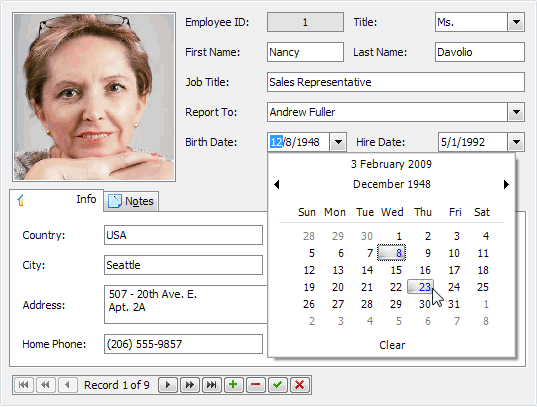 Employee ID: 1 Title: Ms.
First Name: Nancy Last Name: Davolio
Job Title: Sales Representative
Report To: Andrew Fuller
Birth Date: 12/8/1948 Hire Date: 5/1/1992
3 February 2009
December 1948
Sun Mon Tue Wed Thu Fri Sat
28 29 30 1 2 3 4
5 6 7 8 9 10 11
12 13 14 15 16 17 18
19 20 21 22 23 24 25
26 27 28 29 30 31 1
2 3 4 5 6 7 8
Clear
Info Notes
Country: USA
City: Seattle
Address: 507 - 20th Ave. E.
Apt. 2A
Home Phone: (206) 555-9857
Record 1 of 9